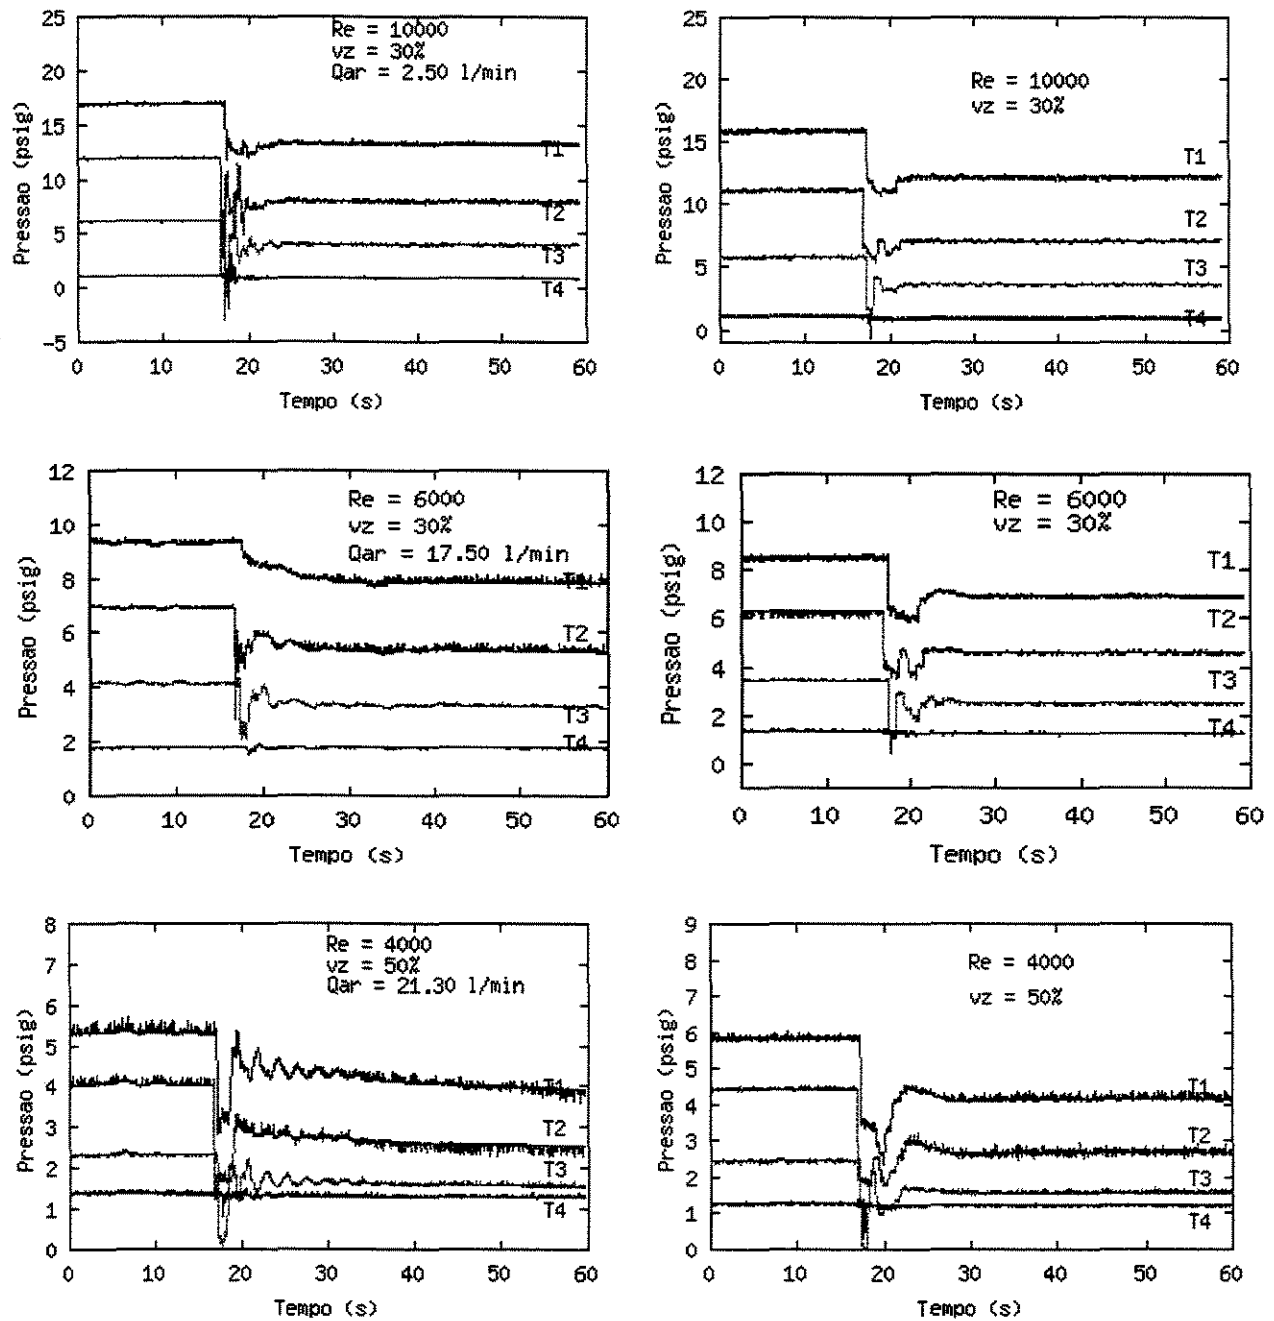 25
20
15
10
5
0
-5
Pressao (psig)
Re = 10000
vz = 30%
Qar = 2.50 l/min
T1
T2
T3
T4
0 10 20 30 40 50 60
Tempo (s)
25
20
15
10
5
0
Pressao (psig)
Re = 10000
vz = 30%
T1
T2
T3
T4
0 10 20 30 40 50 60
Tempo (s)
12
10
8
6
4
2
0
Pressao (psig)
Re = 6000
vz = 30%
Qar = 17.50 l/min
T1
T2
T3
T4
0 10 20 30 40 50 60
Tempo (s)
12
10
8
6
4
2
0
Pressao (psig)
Re = 6000
vz = 30%
T1
T2
T3
T4
0 10 20 30 40 50 60
Tempo (s)
8
7
6
5
4
3
2
1
0
Pressao (psig)
Re = 4000
vz = 50%
Qar = 21.30 l/min
T1
T2
T3
T4
0 10 20 30 40 50 60
Tempo (s)
9
8
7
6
5
4
3
2
1
0
Pressao (psig)
Re = 4000
vz = 50%
T1
T2
T3
T4
0 10 20 30 40 50 60
Tempo (s)